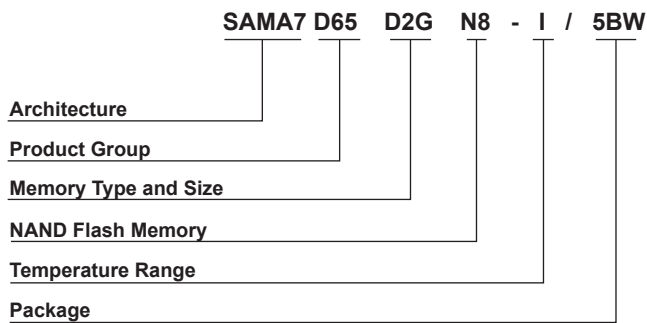 SAMA7 D65 D2G N8 - I / 5BW
Architecture
Product Group
Memory Type and Size
NAND Flash Memory
Temperature Range
Package